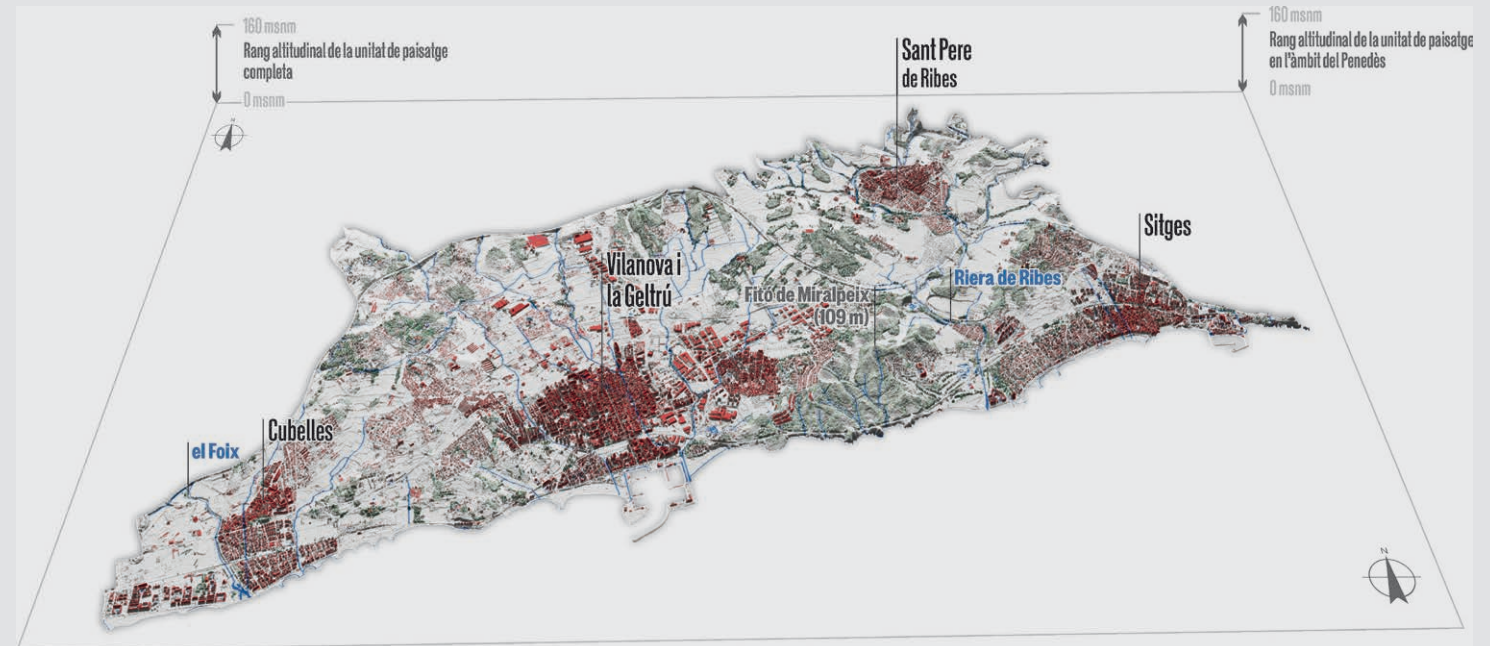 160 msnm
Rang altitudinal de la unitat de paisatge
completa
0 msnm
N
160 msnm
Rang altitudinal de la unitat de paisatge
en l'àmbit del Penedès
0 msnm
Sant Pere
de Ribes
Sitges
Vilanova i
la Geltrú
Riera de Ribes
Fitó de Miralpeix
(109 m)
Cubelles
el Foix
N